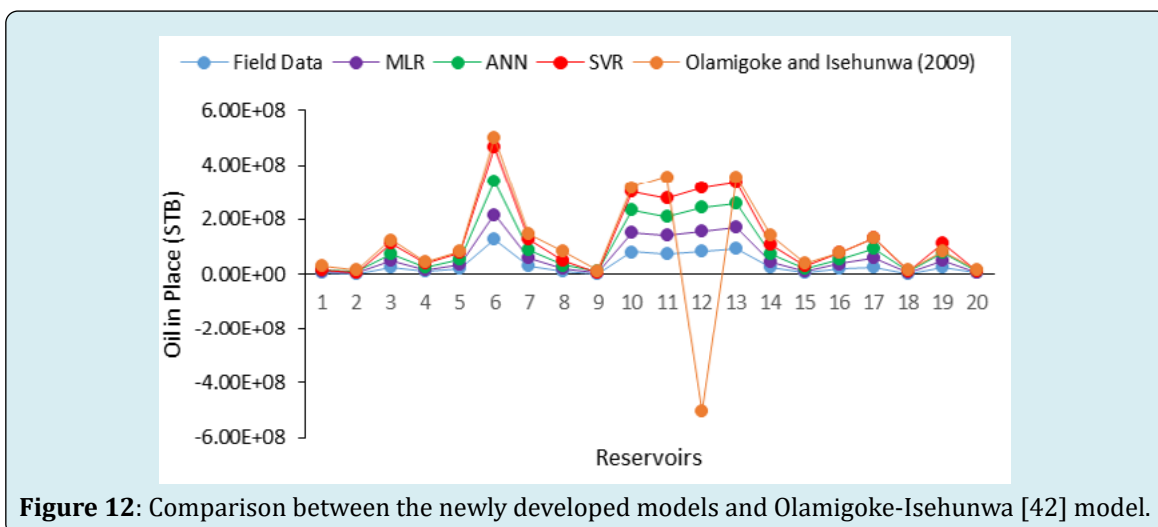 Field Data MLR ANN SVR Olamigoke and Isehunwa (2009)
6.00E+08
4.00E+08
2.00E+08
0.00E+00
-2.00E+08
-4.00E+08
-6.00E+08
Oil in Place (STB)
1 2 3 4 5 6 7 8 9 10 11 12 13 14 15 16 17 18 19 20
Reservoirs
Figure 12: Comparison between the newly developed models and Olamigoke-Isehunwa [42] model.